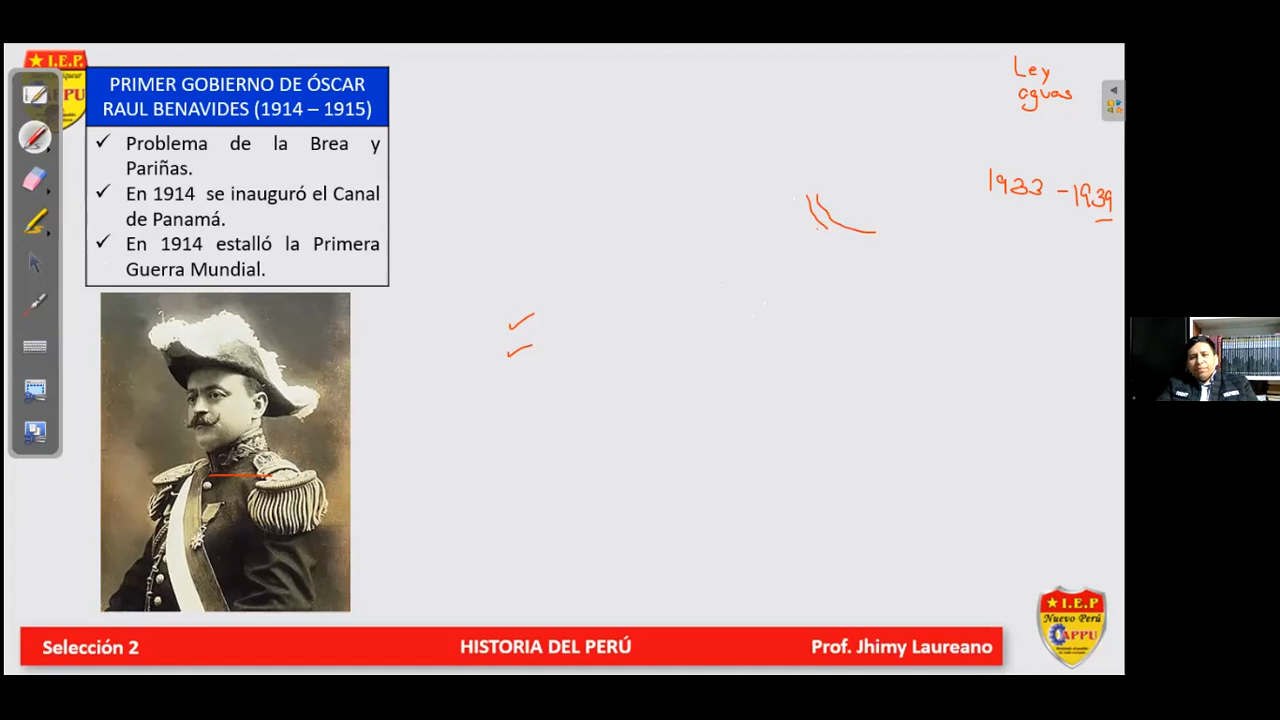 ★ I.E.P.
APPU
PRIMER GOBIERNO DE ÓSCAR
RAUL BENAVIDES (1914 – 1915)
✓ Problema de la Brea y
Pariñas.
✓ En 1914 se inauguró el Canal
de Panamá.
✓ En 1914 estalló la Primera
Guerra Mundial.
Ley
aguas
1933 - 1939
Selección 2
HISTORIA DEL PERÚ
Prof. Jhimy Laureano
★ I.E.P
Nuevo Perú
CAPPU